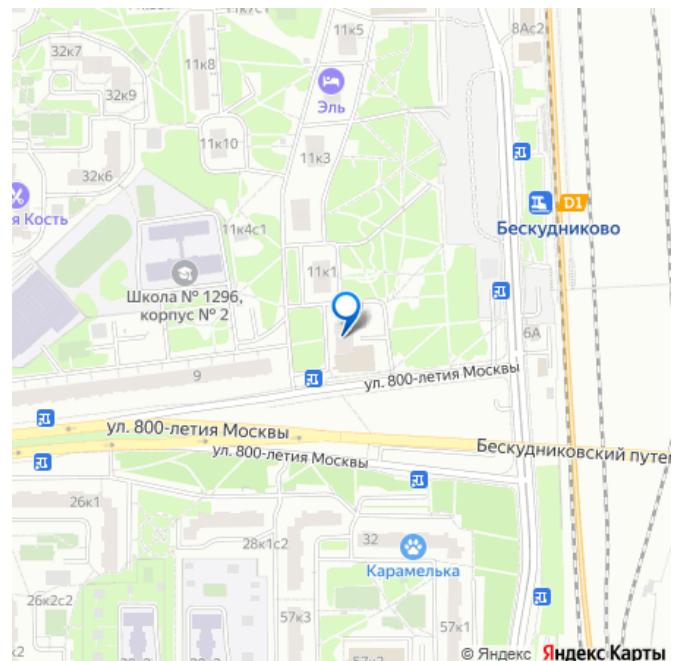 11к7с1
11к5
8Ас2
32к7
11к8
32к9
Эль
11к10
11к3
32к6
D1
я Кость
Бескудниково
11к4с1
11к1
Школа № 1296,
корпус № 2
6А
9
ул. 800-летия Москвы
ул. 800-летия Москвы
Бескудниковский путе
ул. 800-летия Москвы
26к1
28к1с2
32
Карамелька
26к2с2
57к3
57к1
к2
© Яндекс Яндекс Карты